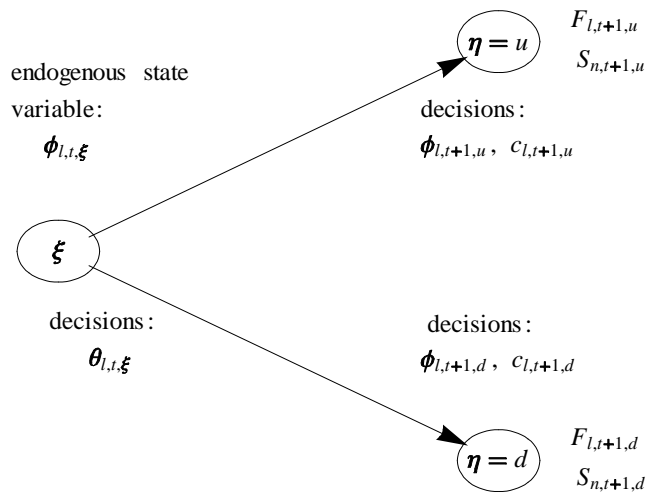 η = u
F_{l,t+1,u}
S_{n,t+1,u}
endogenous state
variable:
ϕ_{l,t,ξ}
decisions:
ϕ_{l,t+1,u} , c_{l,t+1,u}
ξ
decisions:
θ_{l,t,ξ}
decisions:
ϕ_{l,t+1,d} , c_{l,t+1,d}
η = d
F_{l,t+1,d}
S_{n,t+1,d}